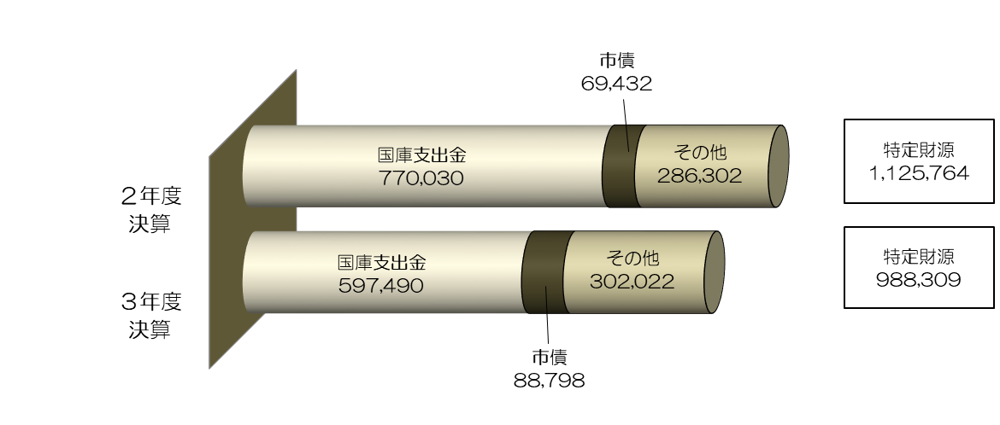 市債
69,432
国庫支出金
770,030
その他
286,302
特定財源
1,125,764
２年度
決算
国庫支出金
597,490
その他
302,022
特定財源
988,309
３年度
決算
市債
88,798